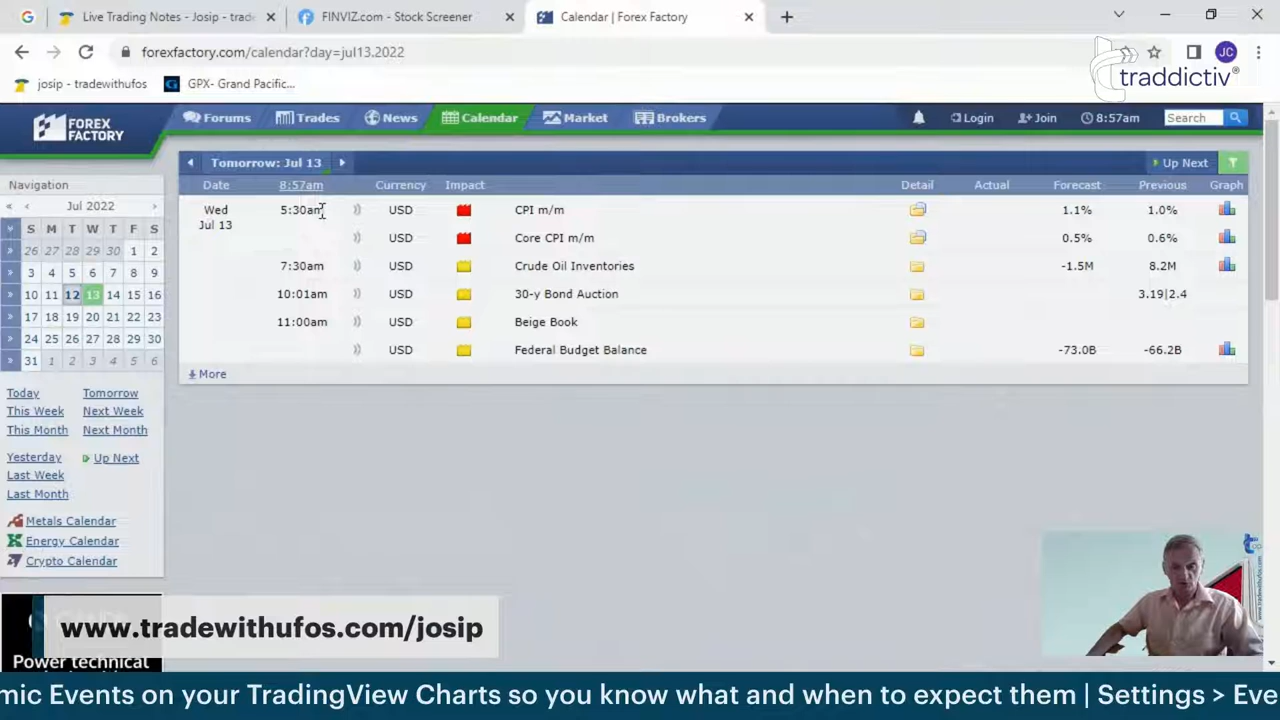 Live Trading Notes - Josip - trade
FINVIZ.com - Stock Screener
Calendar | Forex Factory
forexfactory.com/calendar?day=jul13.2022
JC
josip - tradewithufos
GPX- Grand Pacific...
traddictiv®
FOREX FACTORY
Forums
Trades
News
Calendar
Market
Brokers
Login
Join
8:57am
Search
Navigation
Jul 2022
S M T W T F S
26 27 28 29 30 1 2
3 4 5 6 7 8 9
10 11 12 13 14 15 16
17 18 19 20 21 22 23
24 25 26 27 28 29 30
31 1 2 3 4 5 6
Today Tomorrow
This Week Next Week
This Month Next Month
Yesterday Up Next
Last Week
Last Month
Metals Calendar
Energy Calendar
Crypto Calendar
Tomorrow: Jul 13
Up Next
Date 8:57am Currency Impact Detail Actual Forecast Previous Graph
Wed 5:30am USD CPI m/m 1.1% 1.0%
Jul 13
USD Core CPI m/m 0.5% 0.6%
7:30am USD Crude Oil Inventories -1.5M 8.2M
10:01am USD 30-y Bond Auction 3.19|2.4
11:00am USD Beige Book
USD Federal Budget Balance -73.0B -66.2B
More
www.tradewithufos.com/josip
Power technical
mic Events on your TradingView Charts so you know what and when to expect them | Settings > Eve